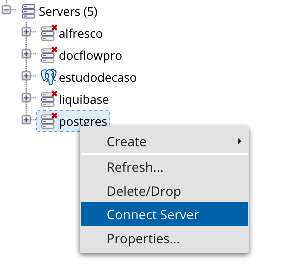 Servers (5)
alfresco
docflowpro
estudodecaso
liquibase
postgres
Create
Refresh...
Delete/Drop
Connect Server
Properties...